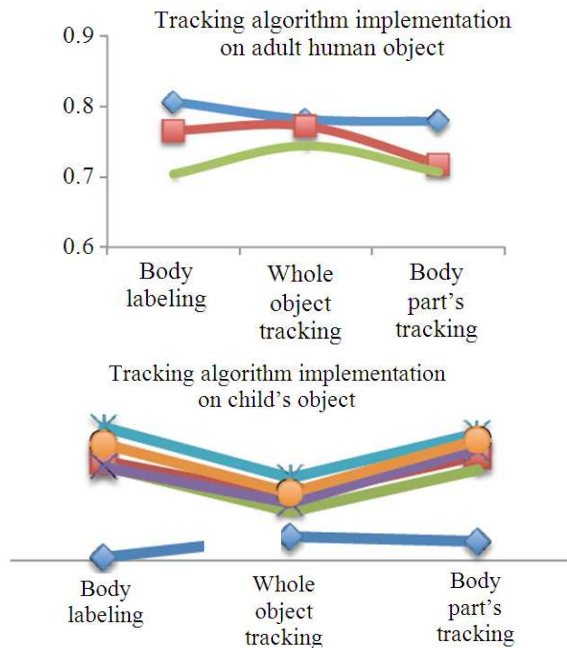 Tracking algorithm implementation
on adult human object
0.9
0.8
0.7
0.6
Body
labeling
Whole
object
tracking
Body
part's
tracking
Tracking algorithm implementation
on child's object
Body
labeling
Whole
object
tracking
Body
part's
tracking